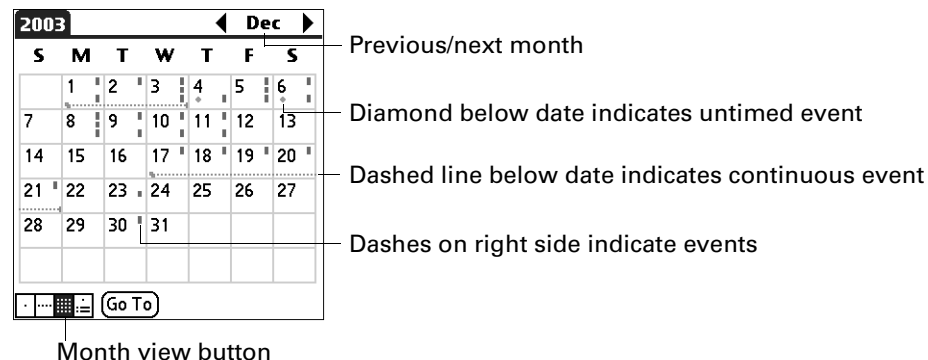 2003 Dec
S M T W T F S
Previous/next month
1 2 3 4 5 6
Diamond below date indicates untimed event
7 8 9 10 11 12 13
14 15 16 17 18 19 20
Dashed line below date indicates continuous event
21 22 23 24 25 26 27
28 29 30 31
Dashes on right side indicate events
Go To
Month view button